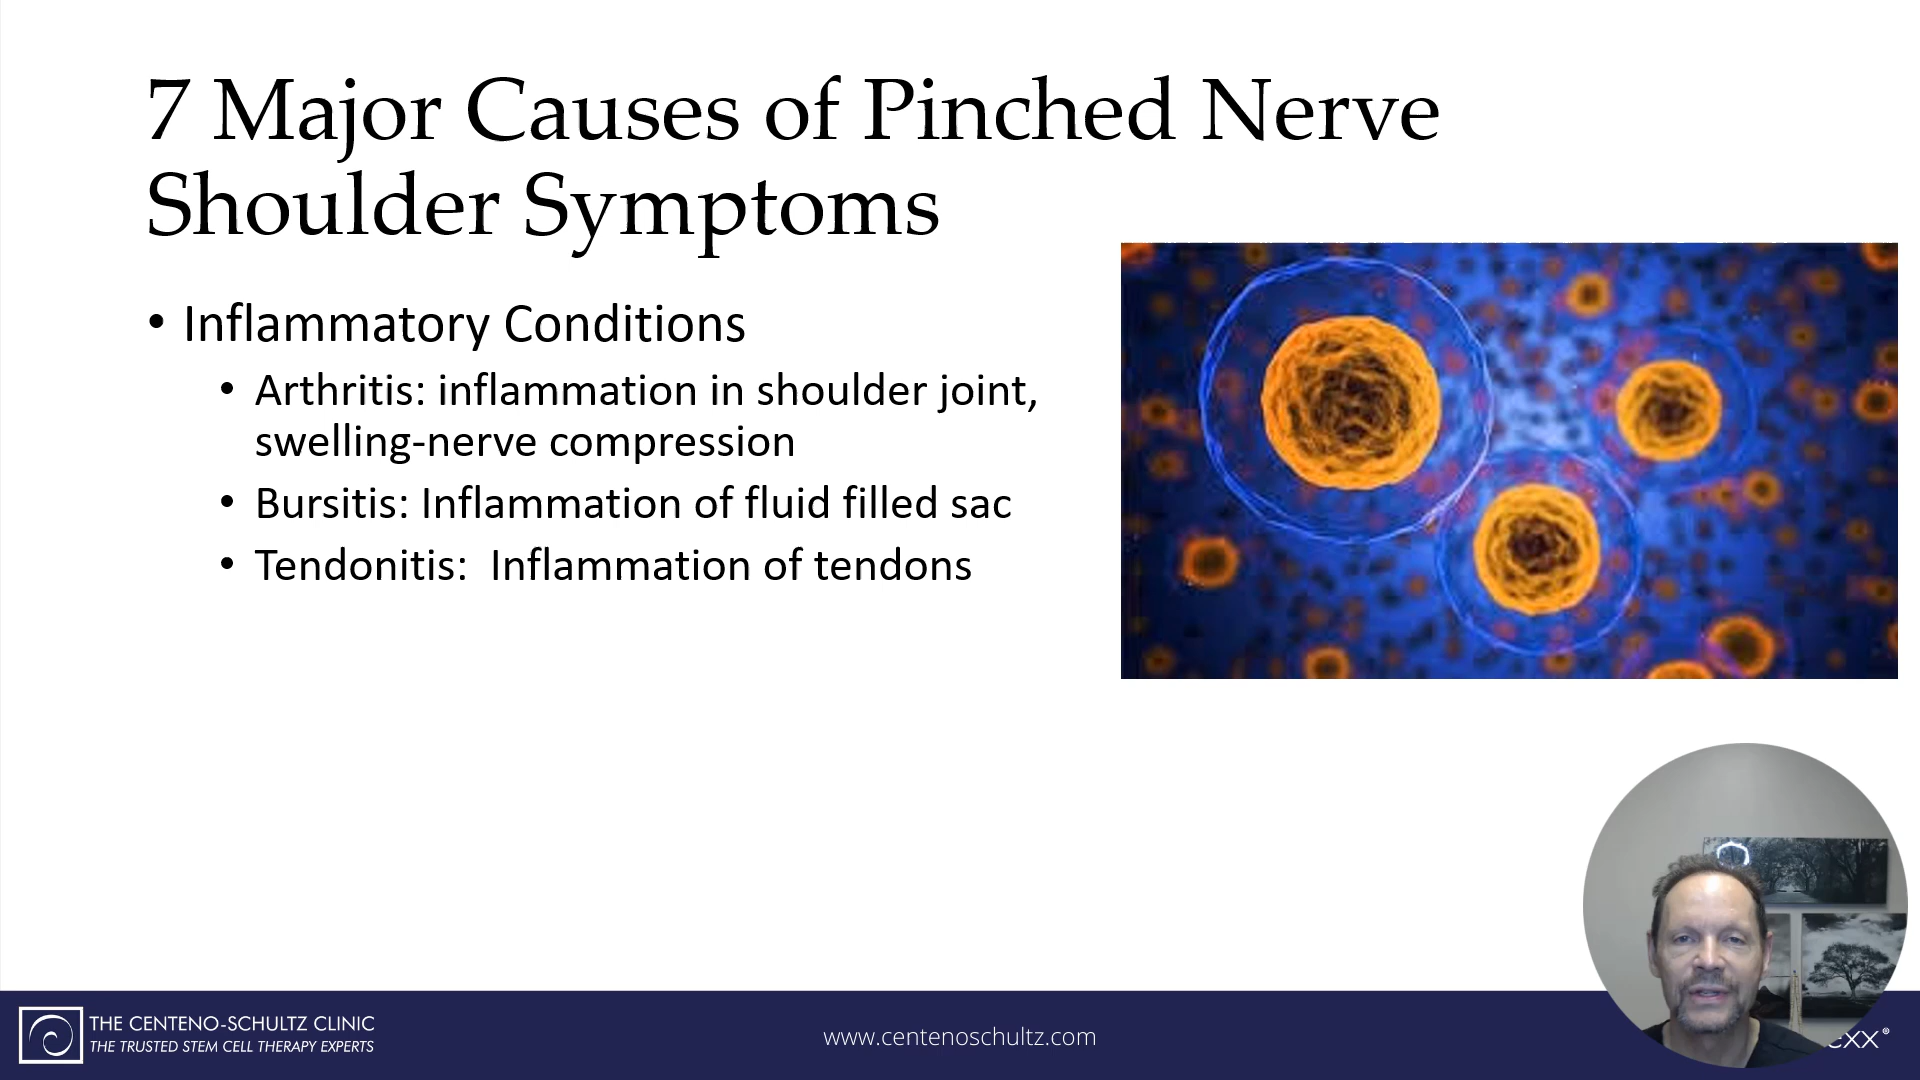 7 Major Causes of Pinched Nerve
Shoulder Symptoms
• Inflammatory Conditions
• Arthritis: inflammation in shoulder joint,
swelling-nerve compression
• Bursitis: Inflammation of fluid filled sac
• Tendonitis:  Inflammation of tendons
THE CENTENO-SCHULTZ CLINIC
THE TRUSTED STEM CELL THERAPY EXPERTS
www.centenoschultz.com